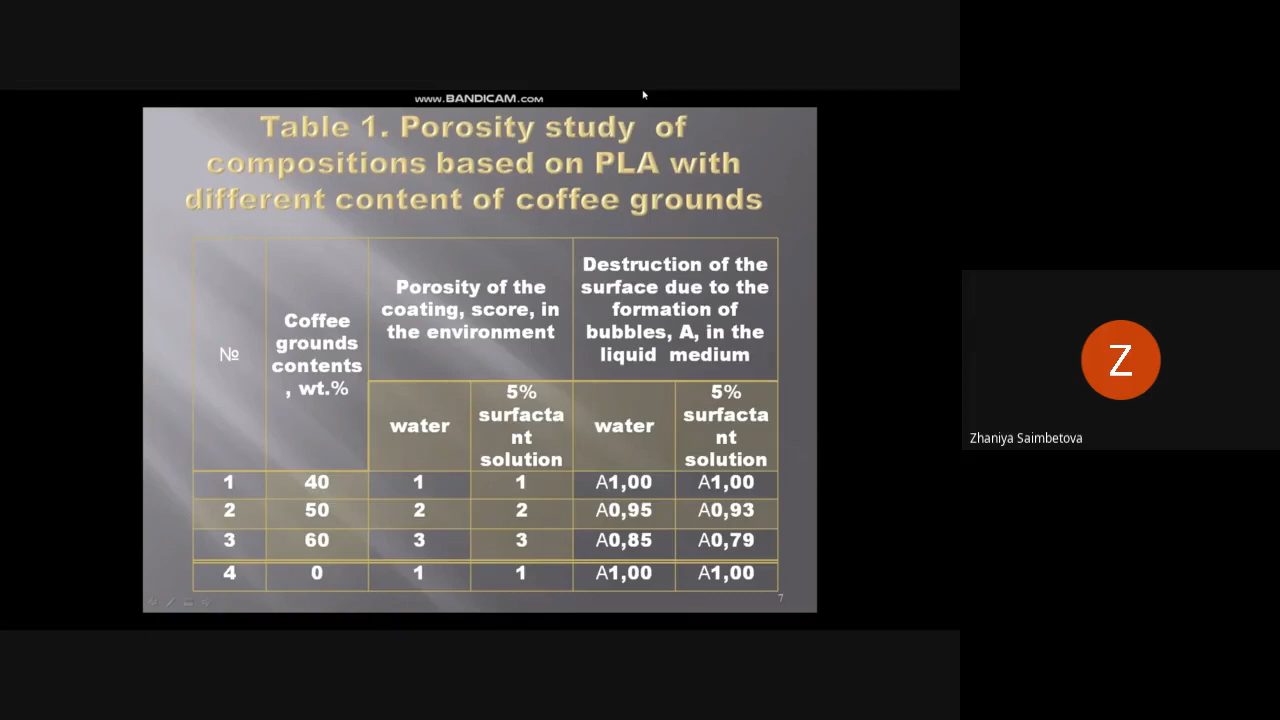 www.BANDICAM.com
Table 1. Porosity study of
compositions based on PLA with
different content of coffee grounds
№
Coffee
grounds
contents
, wt.%
Porosity of the
coating, score, in
the environment
Destruction of the
surface due to the
formation of
bubbles, A, in the
liquid medium
water
5%
surfacta
nt
solution
water
5%
surfacta
nt
solution
1 40 1 1 A1,00 A1,00
2 50 2 2 A0,95 A0,93
3 60 3 3 A0,85 A0,79
4 0 1 1 A1,00 A1,00
7
Z
Zhaniya Saimbetova